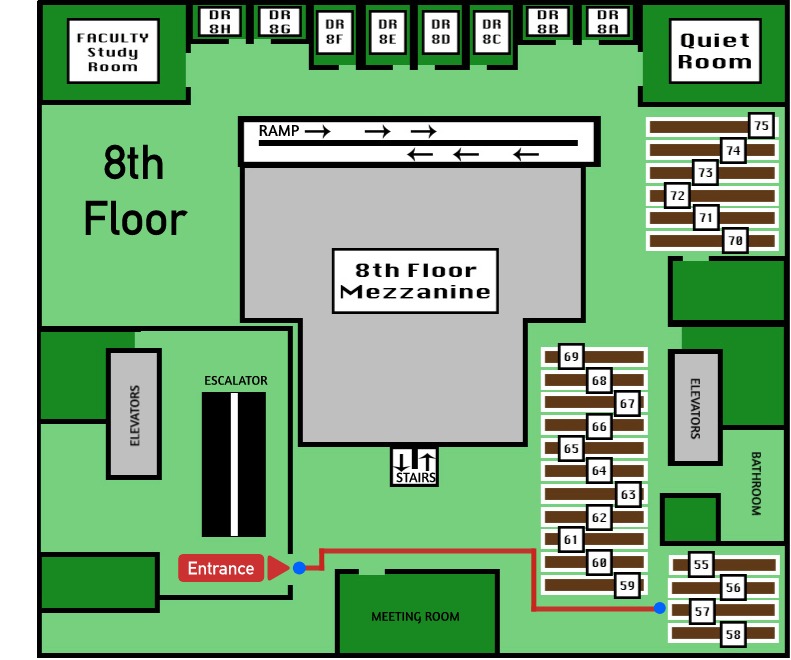 FACULTY
Study
Room
DR
8H
DR
8G
DR
8F
DR
8E
DR
8D
DR
8C
DR
8B
DR
8A
Quiet
Room
8th
Floor
RAMP
75
74
73
72
71
70
8th Floor
Mezzanine
69
68
67
66
65
64
63
62
61
60
59
ESCALATOR
ELEVATORS
ELEVATORS
STAIRS
BATHROOM
Entrance
MEETING ROOM
55
56
57
58